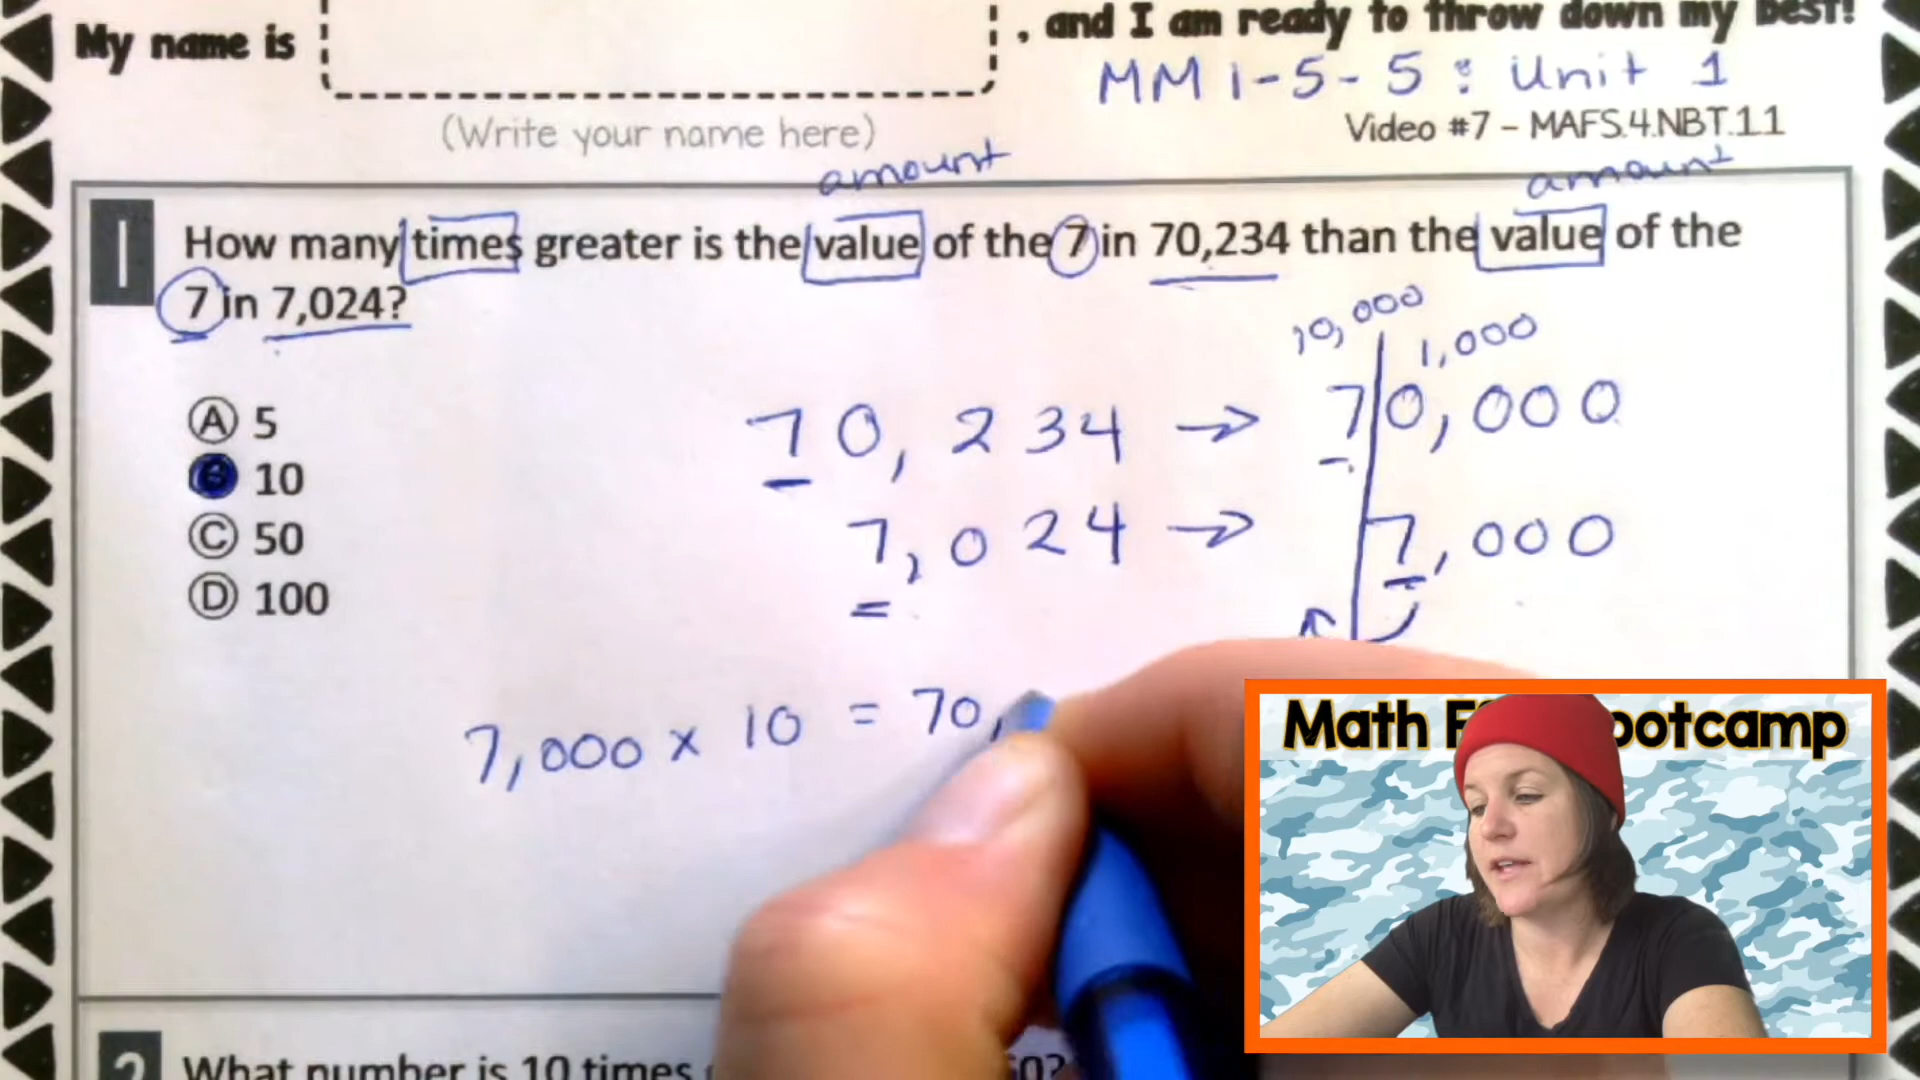 My name is , and I am ready to throw down my best!
MM 1-5-5: Unit 1
(Write your name here)
Video #7 – MAFS.4.NBT.1.1
amount amount
1 How many times greater is the value of the 7 in 70,234 than the value of the
7 in 7,024?
10,000 1,000
A 5
B 10
C 50
D 100
70,234 → 70,000
7,024 → 7,000
7,000 x 10 = 70,
Math Bootcamp
2 What number is 10 times